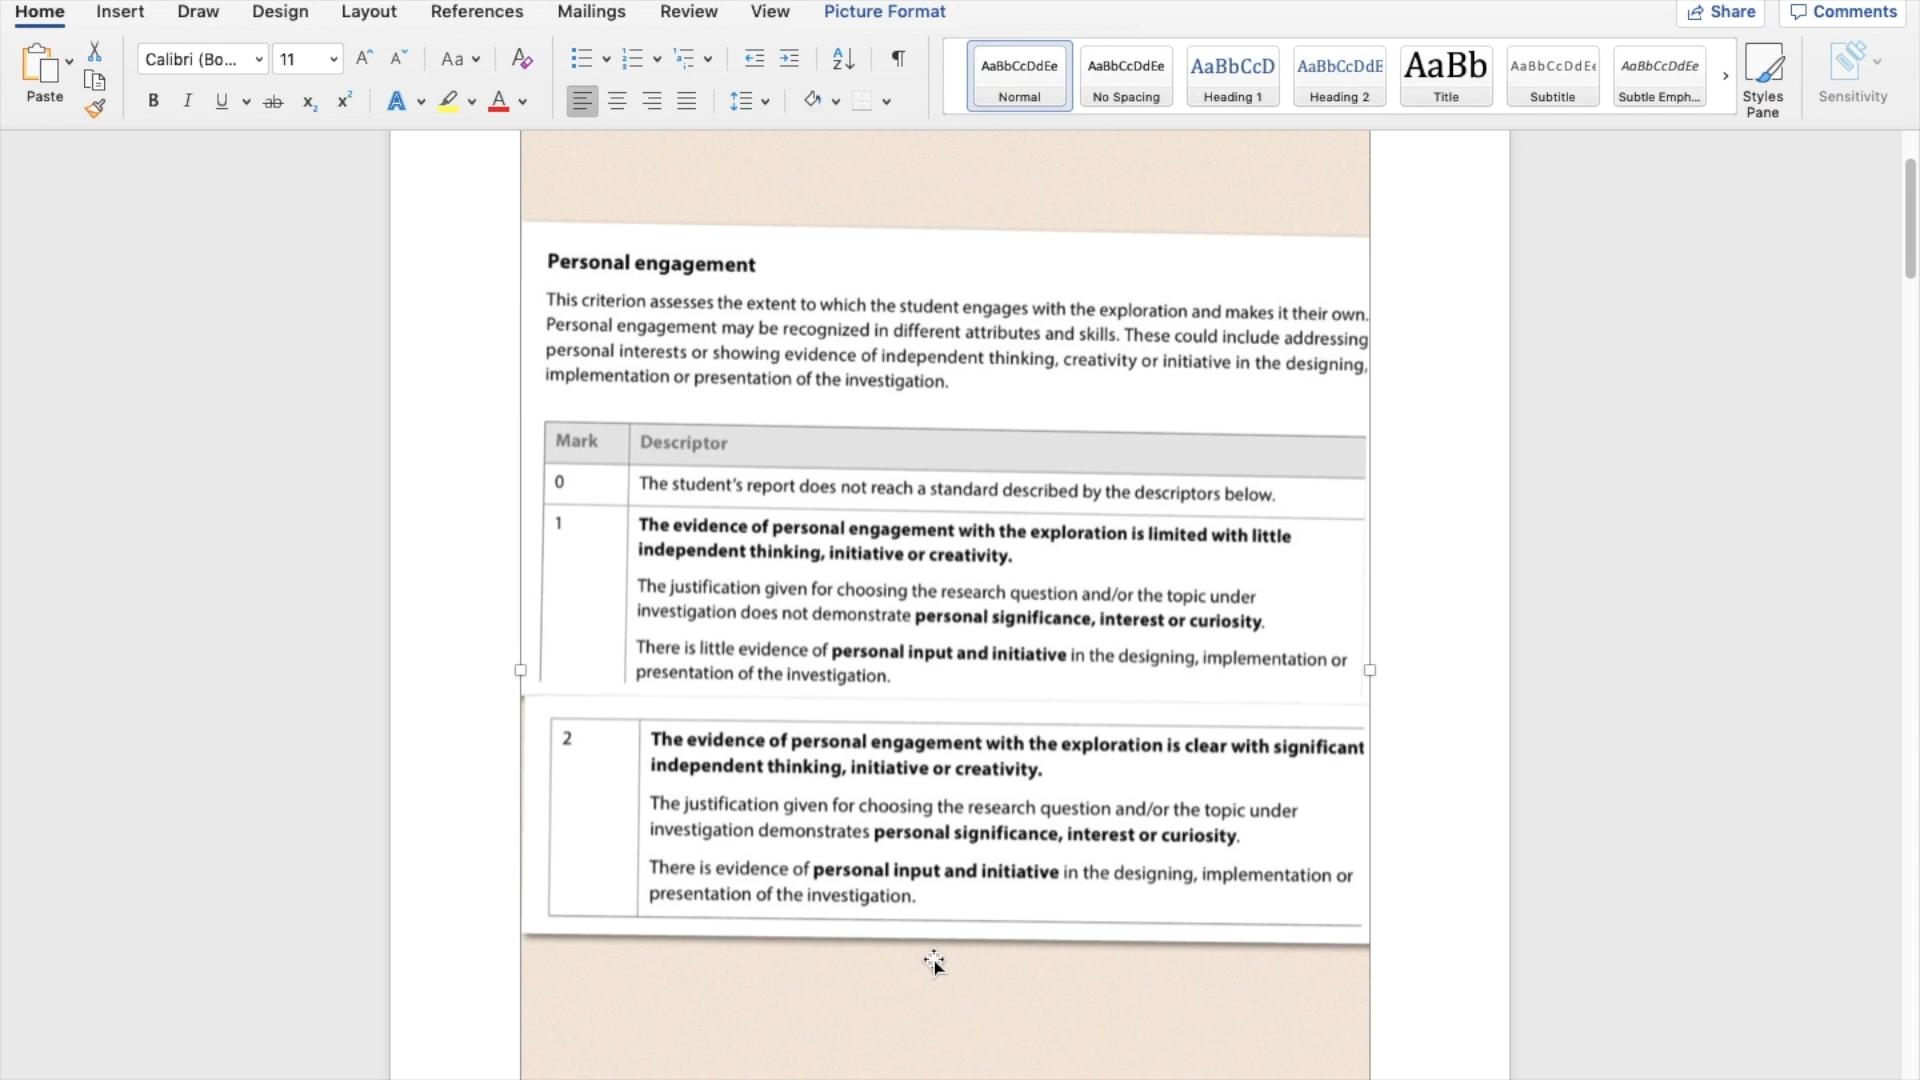 Home Insert Draw Design Layout References Mailings Review View Picture Format Share Comments
Calibri (Bo... 11 Aa
Paste
B I U ab x2 x2 A A
AaBbCcDdEe AaBbCcDdEe AaBbCcD AaBbCcDdE AaBb AaBbCcDdEe AaBbCcDdEe
Normal No Spacing Heading 1 Heading 2 Title Subtitle Subtle Emph...
Styles Pane
Sensitivity
Personal engagement
This criterion assesses the extent to which the student engages with the exploration and makes it their own.
Personal engagement may be recognized in different attributes and skills. These could include addressing
personal interests or showing evidence of independent thinking, creativity or initiative in the designing,
implementation or presentation of the investigation.
Mark Descriptor
0 The student's report does not reach a standard described by the descriptors below.
1 The evidence of personal engagement with the exploration is limited with little
independent thinking, initiative or creativity.
The justification given for choosing the research question and/or the topic under
investigation does not demonstrate personal significance, interest or curiosity.
There is little evidence of personal input and initiative in the designing, implementation or
presentation of the investigation.
2 The evidence of personal engagement with the exploration is clear with significant
independent thinking, initiative or creativity.
The justification given for choosing the research question and/or the topic under
investigation demonstrates personal significance, interest or curiosity.
There is evidence of personal input and initiative in the designing, implementation or
presentation of the investigation.